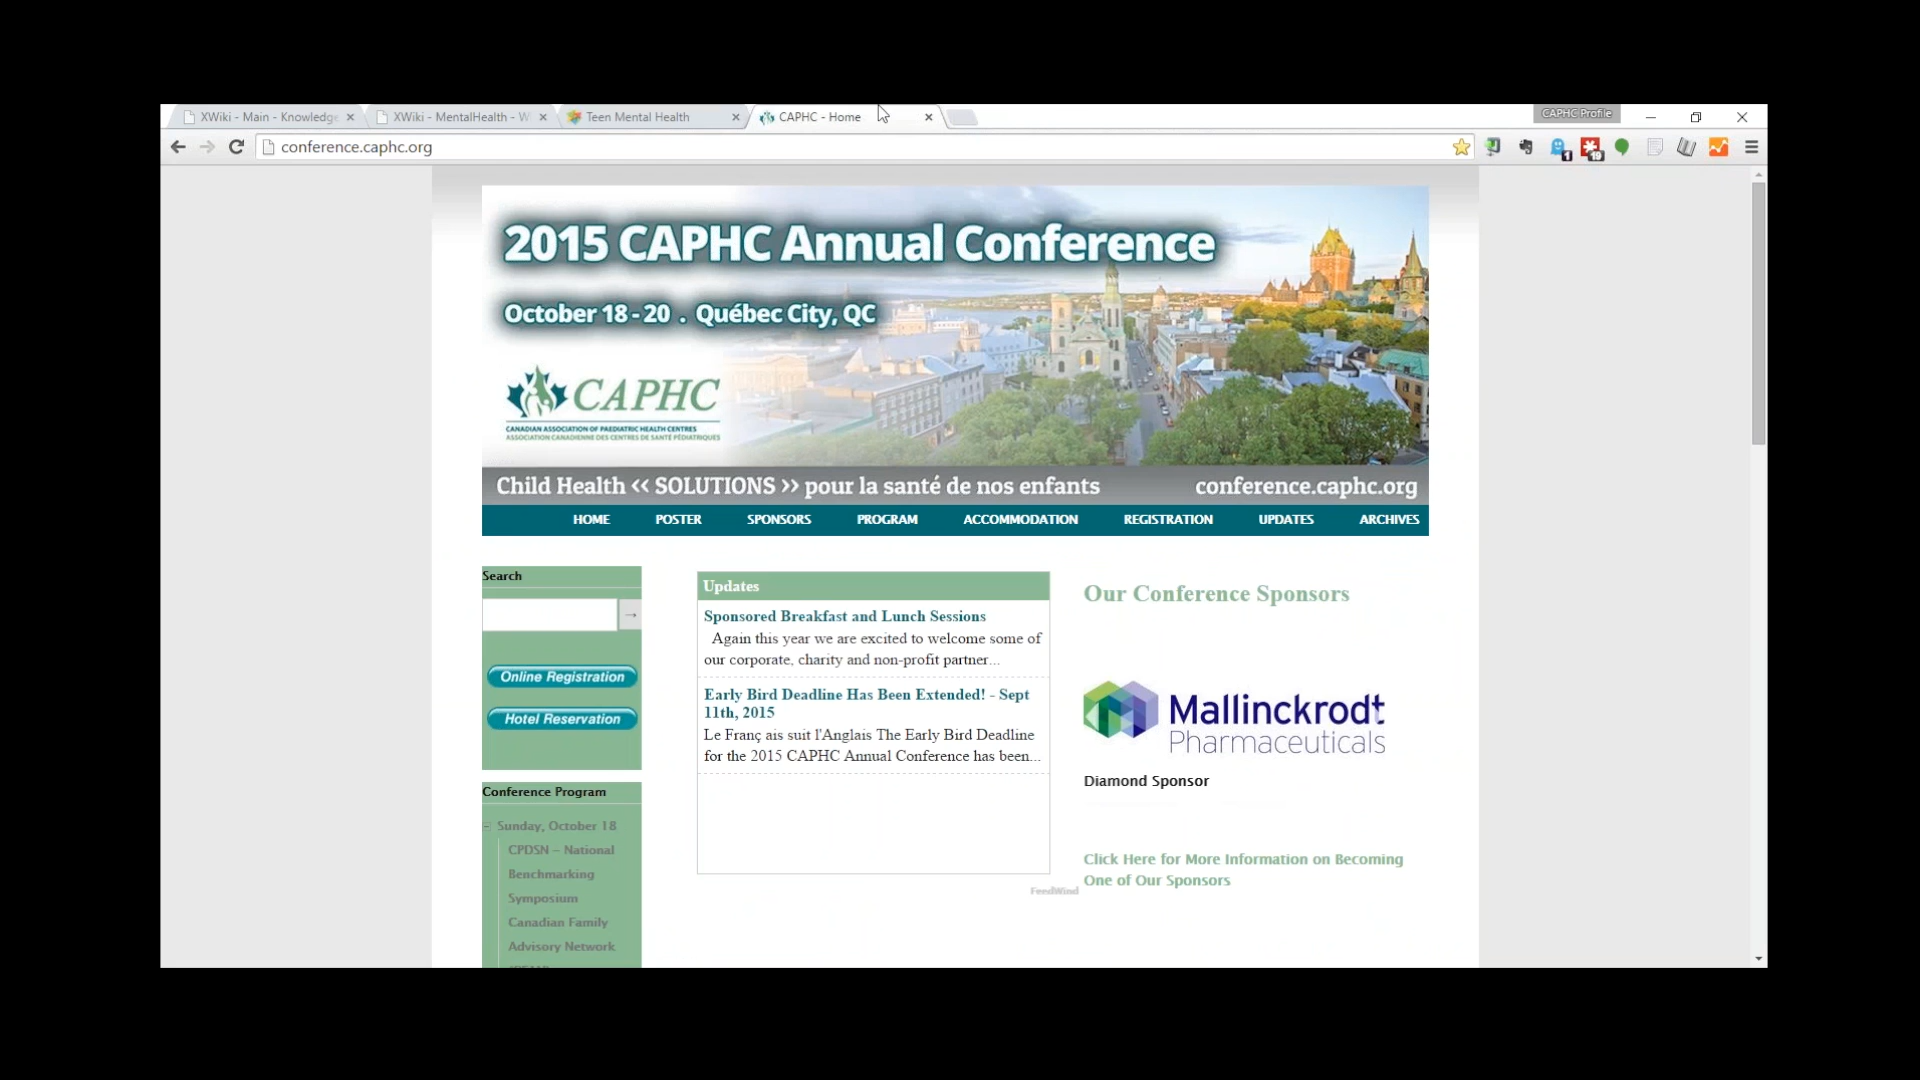 XWiki - Main - Knowledg
XWiki - MentalHealth - W
Teen Mental Health
CAPHC - Home
CAPHC Profile
conference.caphc.org
1
19
2015 CAPHC Annual Conference
October 18 - 20 . Québec City, QC
CAPHC
CANADIAN ASSOCIATION OF PAEDIATRIC HEALTH CENTRES
ASSOCIATION CANADIENNE DES CENTRES DE SANTÉ PÉDIATRIQUES
Child Health << SOLUTIONS >> pour la santé de nos enfants
conference.caphc.org
HOME POSTER SPONSORS PROGRAM ACCOMMODATION REGISTRATION UPDATES ARCHIVES
Search
Online Registration
Hotel Reservation
Conference Program
Sunday, October 18
CPDSN – National
Benchmarking
Symposium
Canadian Family
Advisory Network
Updates
Sponsored Breakfast and Lunch Sessions
Again this year we are excited to welcome some of
our corporate, charity and non-profit partner...
Early Bird Deadline Has Been Extended! - Sept
11th, 2015
Le Franç ais suit l'Anglais The Early Bird Deadline
for the 2015 CAPHC Annual Conference has been...
FeedWind
Our Conference Sponsors
Mallinckrodt
Pharmaceuticals
Diamond Sponsor
Click Here for More Information on Becoming
One of Our Sponsors